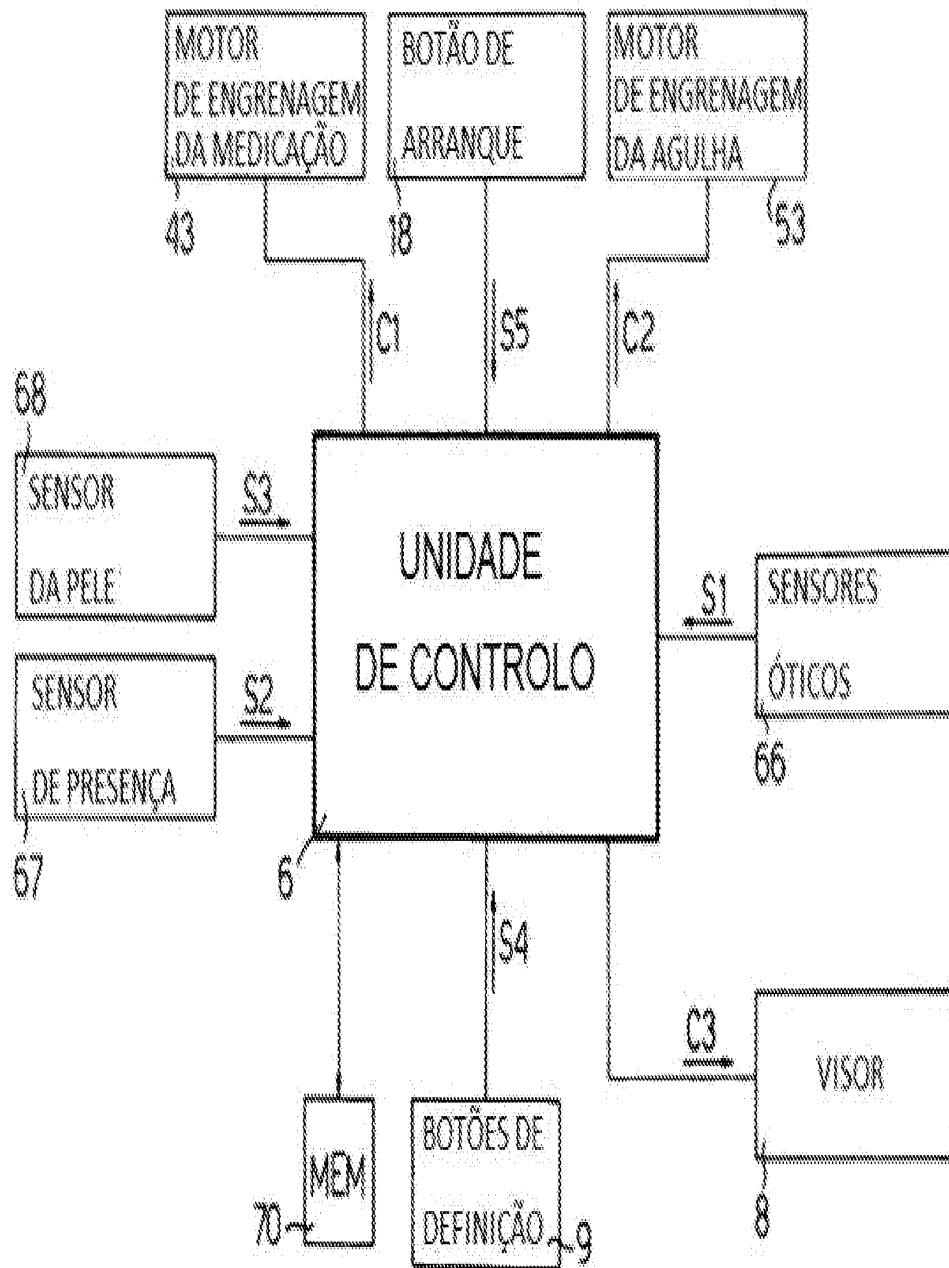 MOTOR
DE ENGRENAGEM
DA MEDICAÇÃO
43
BOTÃO DE
ARRANQUE
18
MOTOR
DE ENGRENAGEM
DA AGULHA
53
C1
S5
C2
68
SENSOR
DA PELE
S3
SENSOR
DE PRESENÇA
67
S2
UNIDADE
DE CONTROLO
6
S1
SENSORES
ÓTICOS
66
S4
C3
MEM
70
BOTÕES DE
DEFINIÇÃO
9
VISOR
8